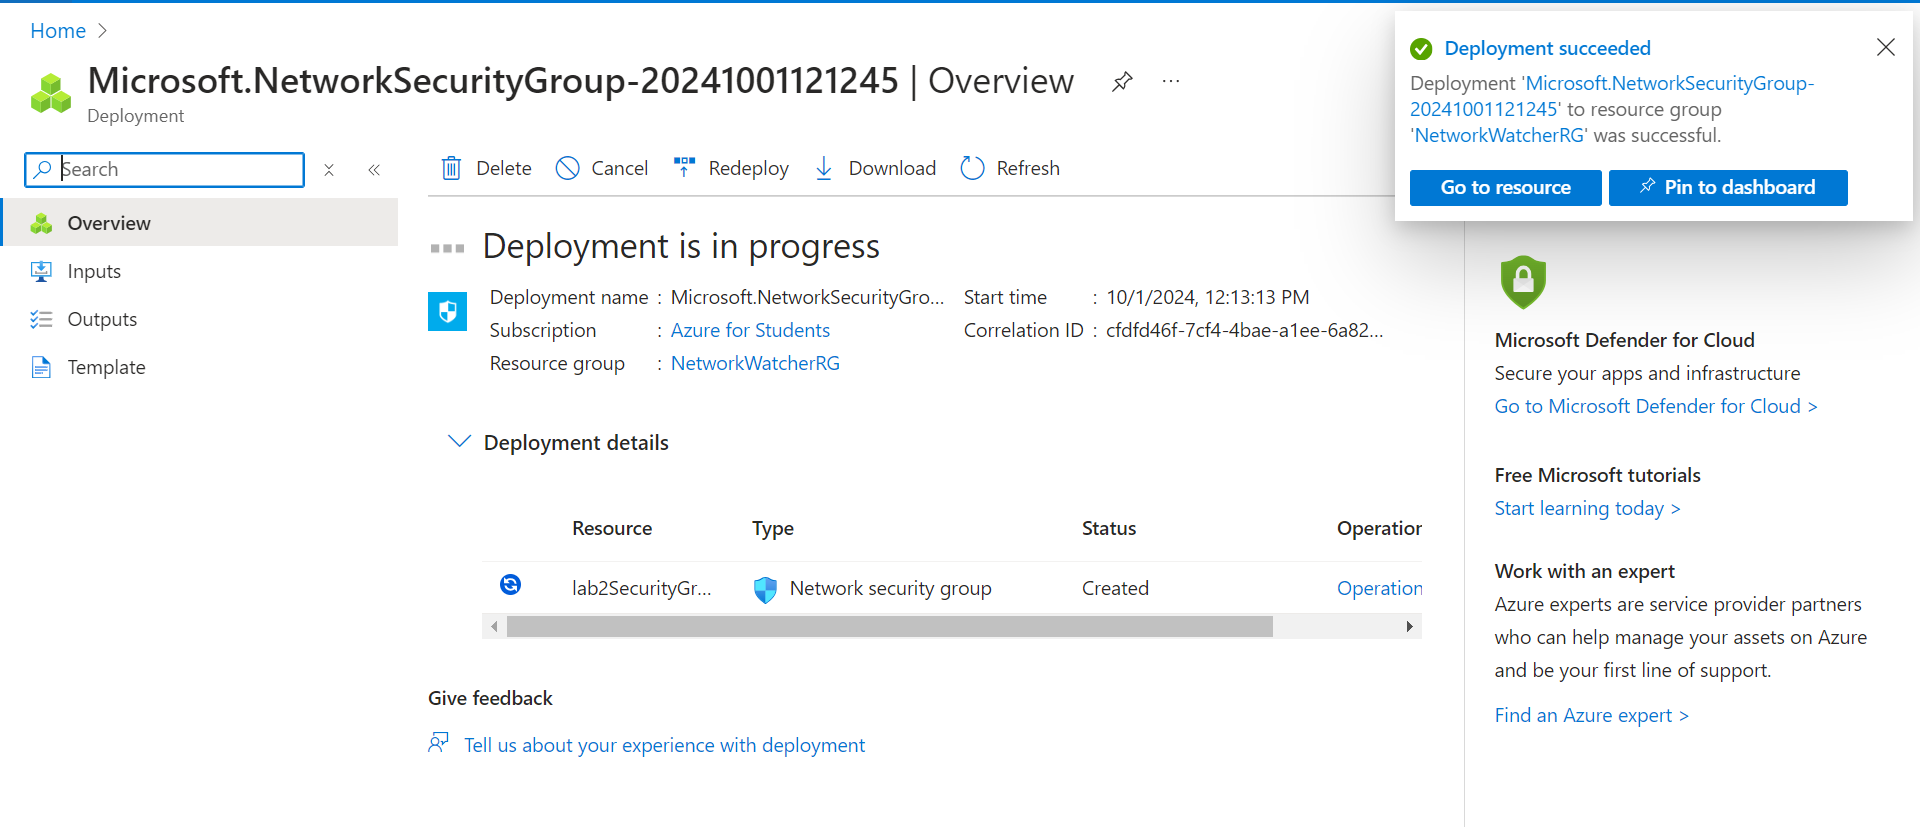 Home
Microsoft.NetworkSecurityGroup-20241001121245 | Overview
Deployment
Search
Overview
Inputs
Outputs
Template
Delete
Cancel
Redeploy
Download
Refresh
Deployment is in progress
Deployment name : Microsoft.NetworkSecurityGro...
Subscription : Azure for Students
Resource group : NetworkWatcherRG
Start time : 10/1/2024, 12:13:13 PM
Correlation ID : cfdfd46f-7cf4-4bae-a1ee-6a82...
Deployment details
Resource Type Status Operation
lab2SecurityGr... Network security group Created Operation
Give feedback
Tell us about your experience with deployment
Deployment succeeded
Deployment 'Microsoft.NetworkSecurityGroup-
20241001121245' to resource group
'NetworkWatcherRG' was successful.
Go to resource
Pin to dashboard
Microsoft Defender for Cloud
Secure your apps and infrastructure
Go to Microsoft Defender for Cloud >
Free Microsoft tutorials
Start learning today >
Work with an expert
Azure experts are service provider partners
who can help manage your assets on Azure
and be your first line of support.
Find an Azure expert >